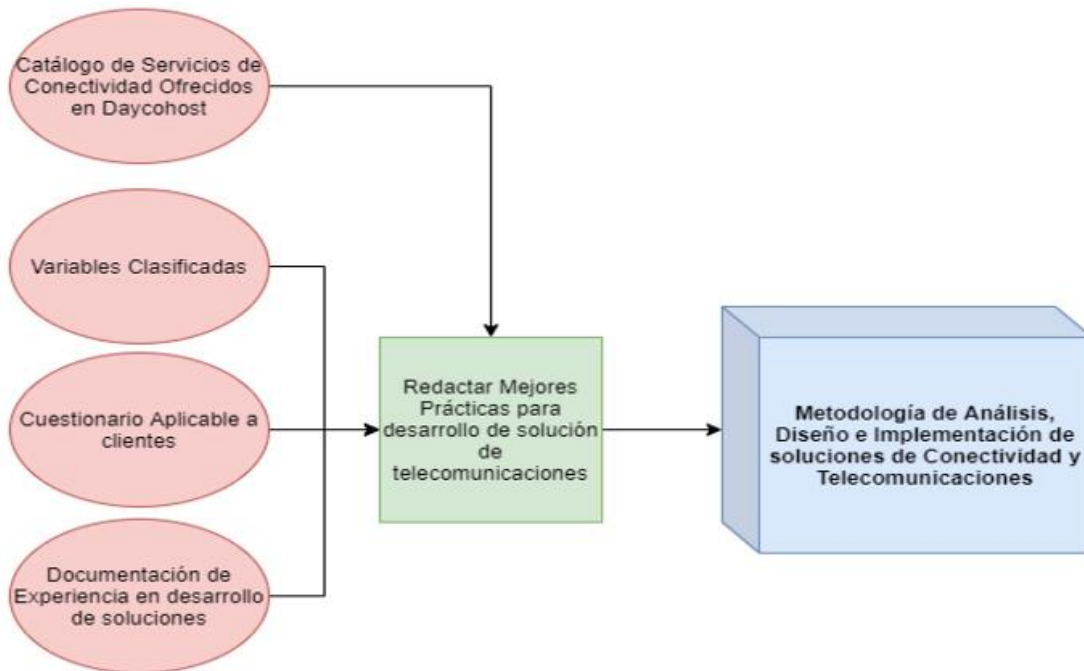 Catálogo de Servicios de
Conectividad Ofrecidos
en Daycohost
Variables Clasificadas
Cuestionario Aplicable a
clientes
Documentación de
Experiencia en desarrollo
de soluciones
Redactar Mejores
Prácticas para
desarrollo de solución
de
telecomunicaciones
Metodología de Análisis,
Diseño e Implementación de
soluciones de Conectividad y
Telecomunicaciones